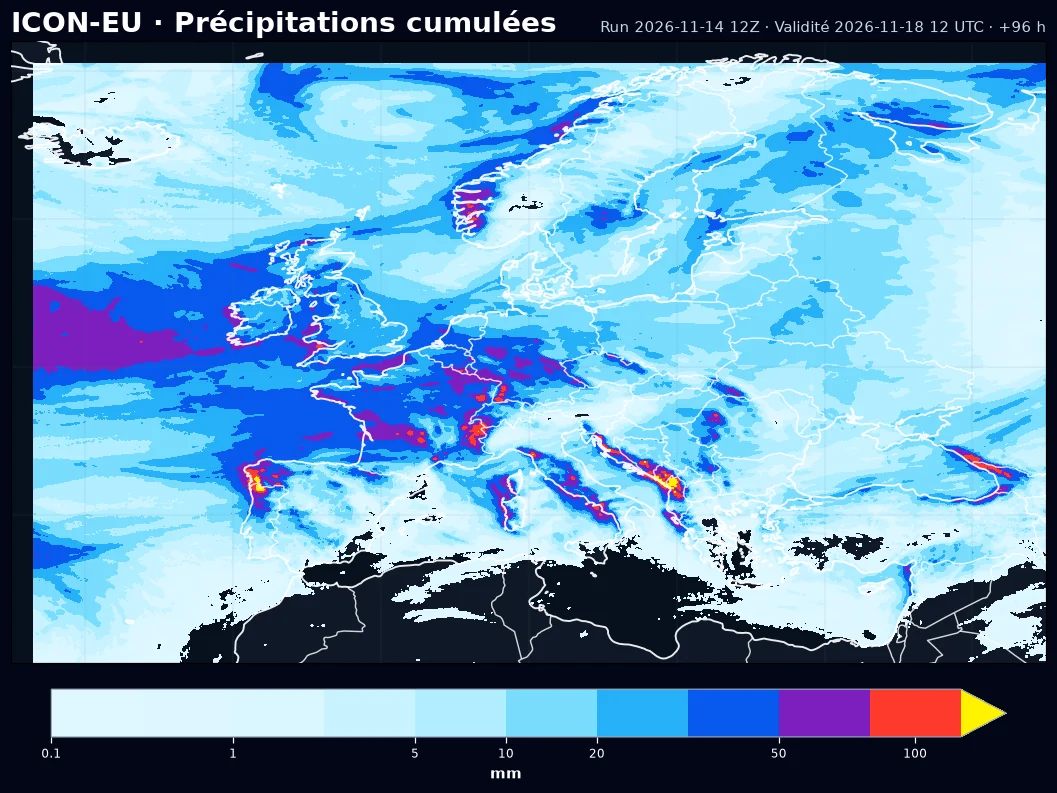 ICON-EU · Précipitations cumulées
Run 2026-11-14 12Z · Validité 2026-11-18 12 UTC · +96 h
0.1 1 5 10 20 50 100
mm